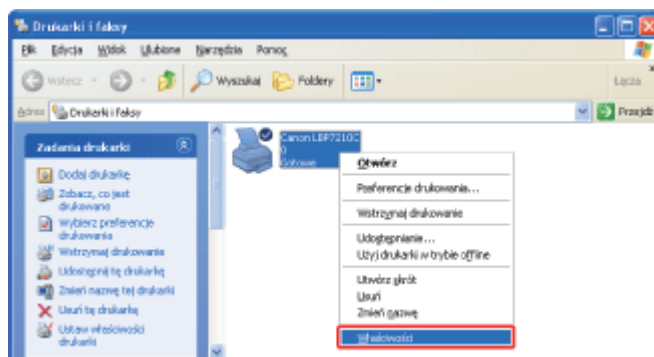 Drukarki i faksy
Plik Edycja Widok Ulubione Narzędzia Pomoc
Wstecz Wyszukaj Foldery Łącza
Adres Drukarki i faksy Przejdź
Zadania drukarki
Dodaj drukarkę
Zobacz, co jest
drukowane
Wybierz preferencje
drukowania
Wstrzymaj drukowanie
Udostępnij tę drukarkę
Zmień nazwę tej drukarki
Usuń tę drukarkę
Ustaw właściwości
drukarki
Canon LBP7210C
0
Gotowe
Otwórz
Preferencje drukowania...
Wstrzymaj drukowanie
Udostępnianie...
Użyj drukarki w trybie offline
Utwórz skrót
Usuń
Zmień nazwę
Właściwości